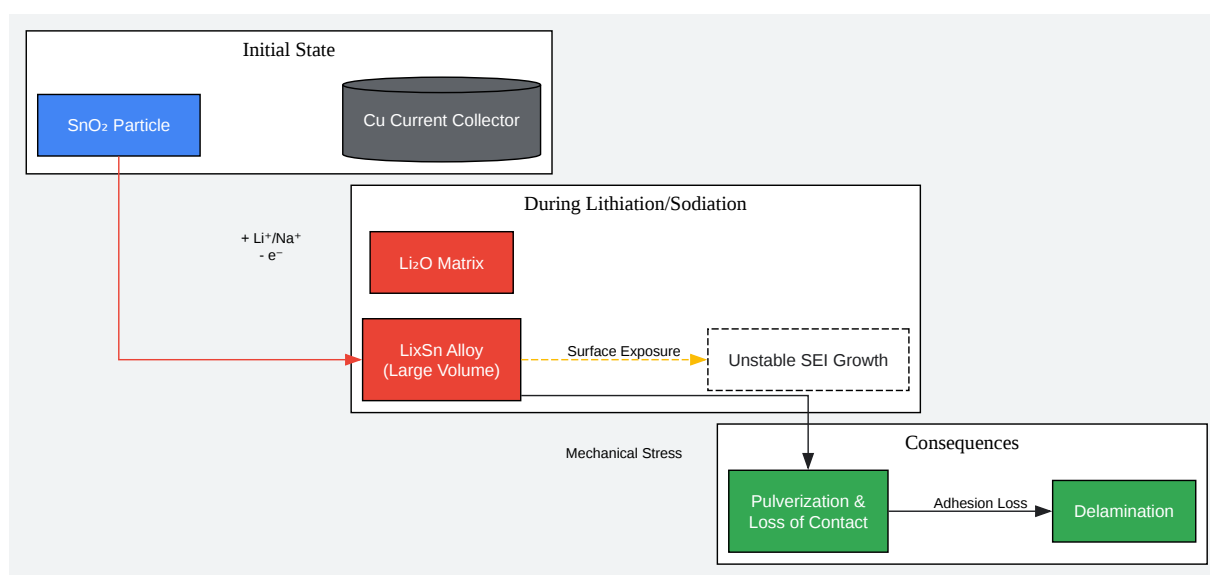 Initial State
SnO₂ Particle
Cu Current Collector
During Lithiation/Sodiation
+ Li⁺/Na⁺
- e⁻
Li₂O Matrix
LixSn Alloy
(Large Volume)
Surface Exposure
Unstable SEI Growth
Mechanical Stress
Consequences
Pulverization &
Loss of Contact
Adhesion Loss
Delamination